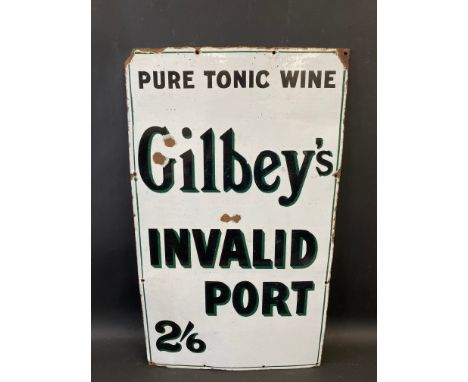 PURE TONIC WINE
Gilbey's
INVALID
PORT
2/6